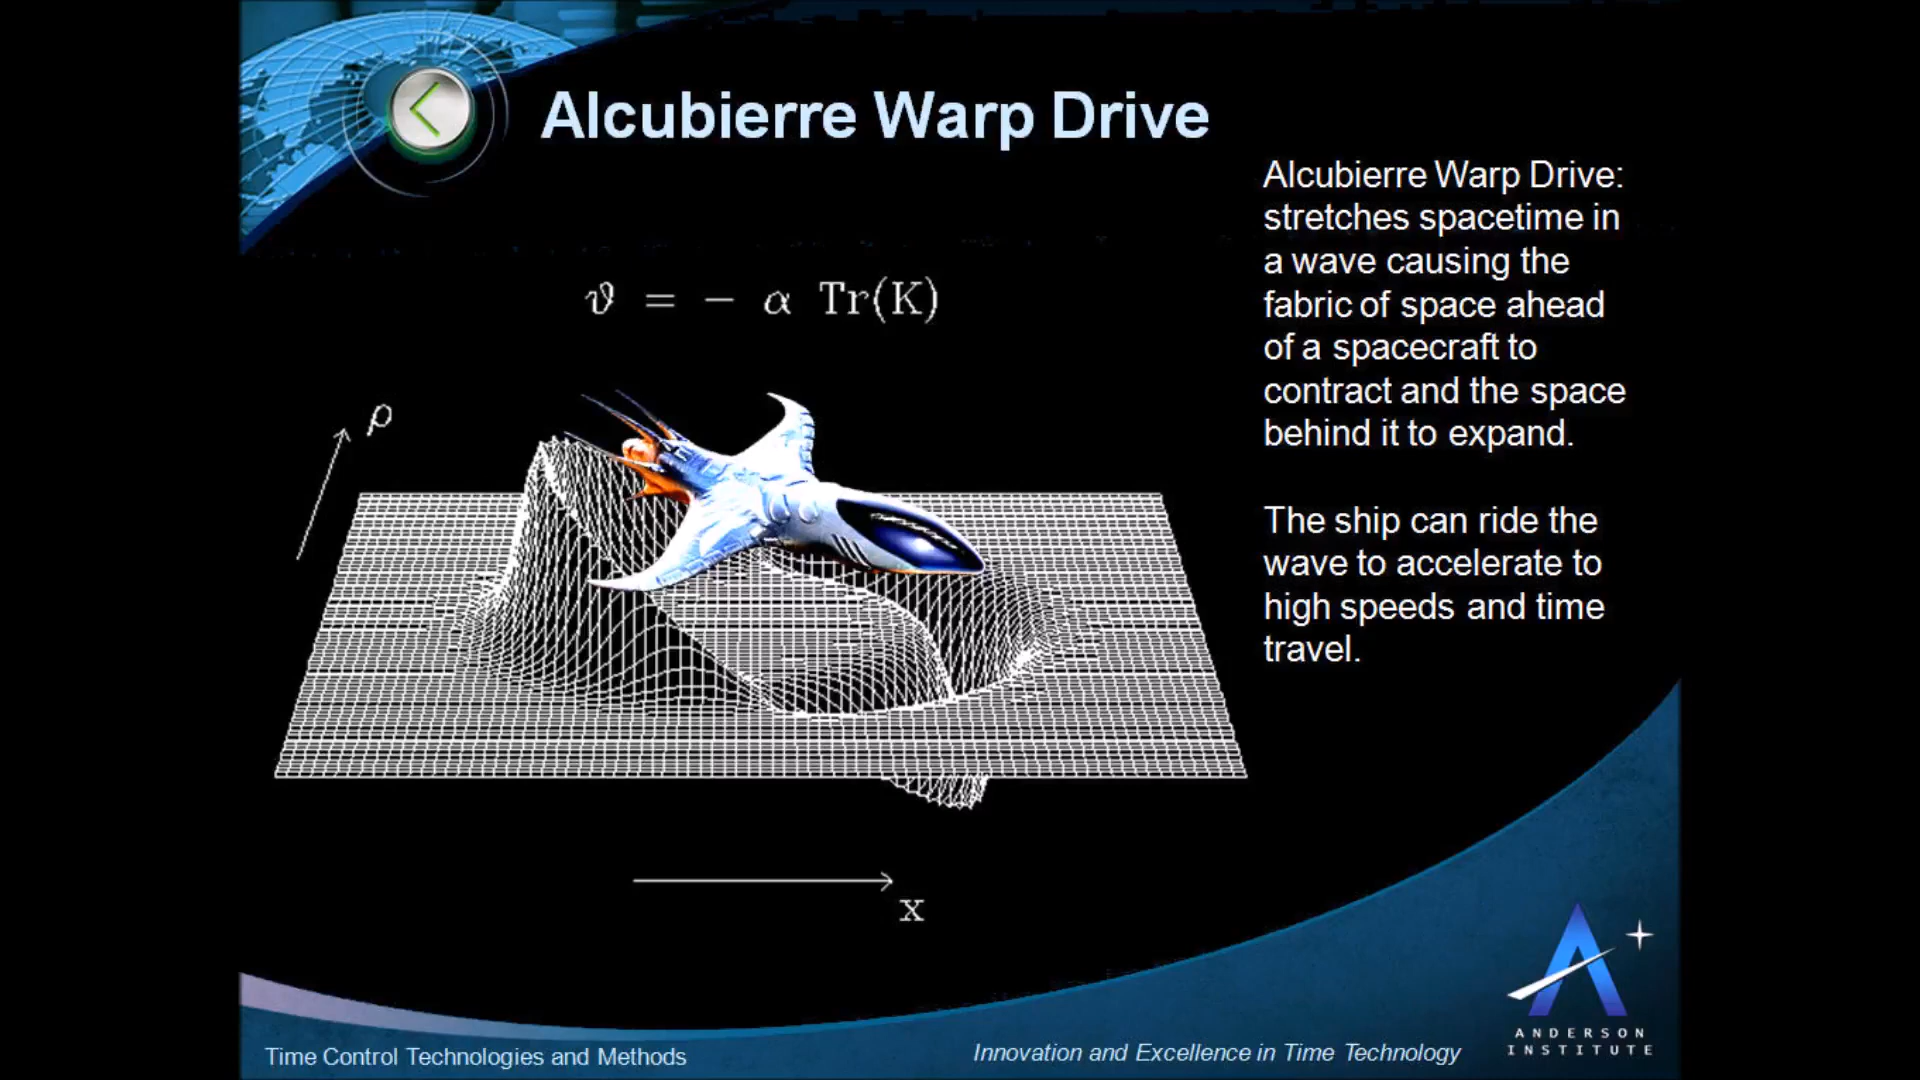 Alcubierre Warp Drive
Alcubierre Warp Drive:
stretches spacetime in
a wave causing the
fabric of space ahead
of a spacecraft to
contract and the space
behind it to expand.
The ship can ride the
wave to accelerate to
high speeds and time
travel.
ϑ = − α Tr(K)
ρ
x
Time Control Technologies and Methods
Innovation and Excellence in Time Technology
ANDERSON
INSTITUTE